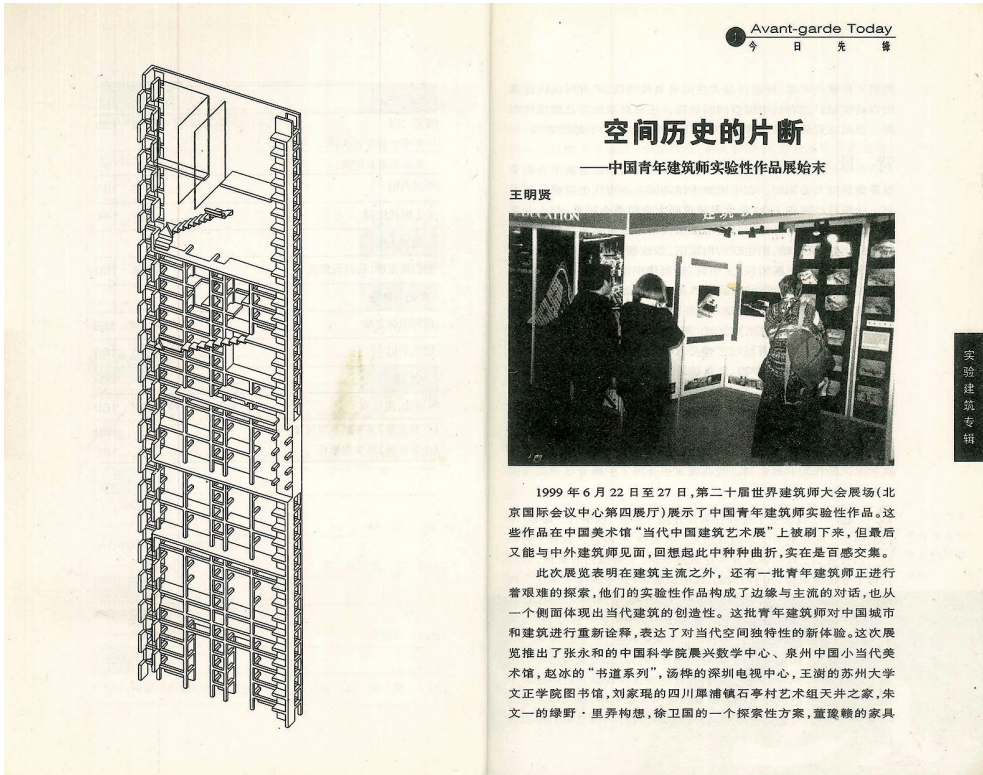 Avant-garde Today
今日先锋
空间历史的片断
——中国青年建筑师实验性作品展始末
王明贤
1999 年 6 月 22 日至 27 日,第二十届世界建筑师大会展场(北
京国际会议中心第四展厅)展示了中国青年建筑师实验性作品。这
些作品在中国美术馆“当代中国建筑艺术展”上被刷下来,但最后
又能与中外建筑师见面,回想起此中种种曲折,实在是百感交集。
此次展览表明在建筑主流之外,还有一批青年建筑师正进行
着艰难的探索,他们的实验性作品构成了边缘与主流的对话,也从
一个侧面体现出当代建筑的创造性。这批青年建筑师对中国城市
和建筑进行重新诠释,表达了对当代空间独特性的新体验。这次展
览推出了张永和的中国科学院晨兴数学中心、泉州中国小当代美
术馆,赵冰的“书道系列”,汤桦的深圳电视中心,王澍的苏州大学
文正学院图书馆,刘家琨的四川犀浦镇石亭村艺术组天井之家,朱
文一的绿野·里弄构想,徐卫国的一个探索性方案,董豫赣的家具
实验建筑专辑